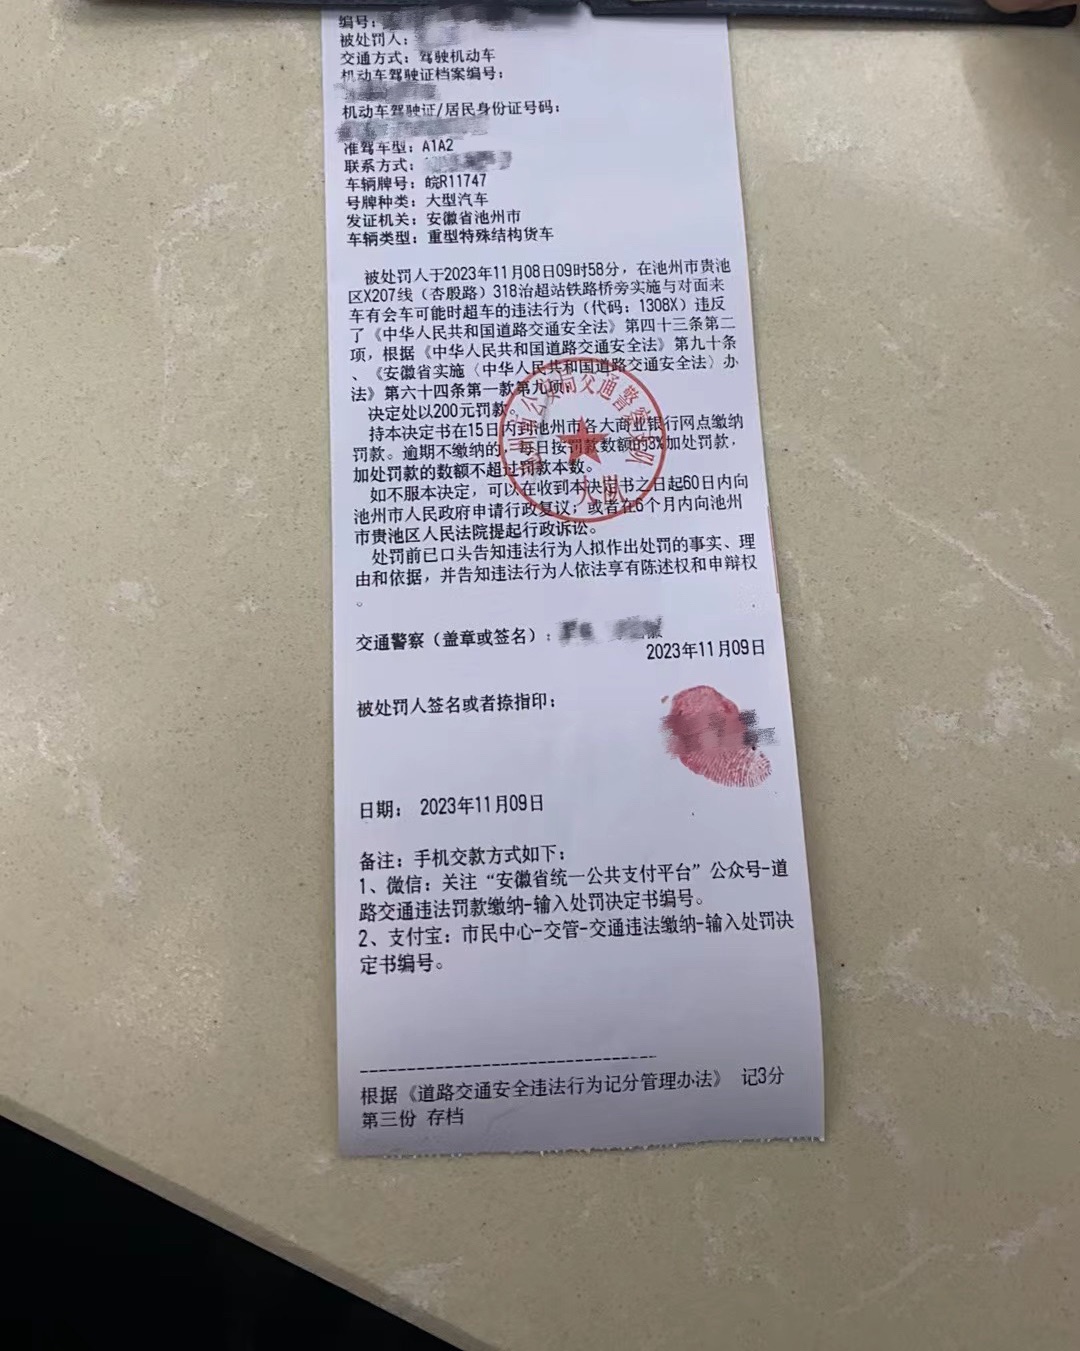 编号：
被处罚人：
交通方式：驾驶机动车
机动车驾驶证档案编号：
机动车驾驶证/居民身份证号码：
准驾车型：A1A2
联系方式：
车辆牌号：皖R11747
号牌种类：大型汽车
发证机关：安徽省池州市
车辆类型：重型特殊结构货车
被处罚人于2023年11月08日09时58分，在池州市贵池
区X207线（杏殷路）318治超站铁路桥旁实施与对面来
车有会车可能时超车的违法行为（代码：1308X）违反
了《中华人民共和国道路交通安全法》第四十三条第二
项，根据《中华人民共和国道路交通安全法》第九十条
、《安徽省实施〈中华人民共和国道路交通安全法〉办
法》第六十四条第一款第九项，
决定处以200元罚款。
持本决定书在15日内到池州市各大商业银行网点缴纳
罚款。逾期不缴纳的，每日按罚款数额的3%加处罚款，
加处罚款的数额不超过罚款本数。
如不服本决定，可以在收到本决定书之日起60日内向
池州市人民政府申请行政复议；或者在6个月内向池州
市贵池区人民法院提起行政诉讼。
处罚前已口头告知违法行为人拟作出处罚的事实、理
由和依据，并告知违法行为人依法享有陈述权和申辩权
。
交通警察（盖章或签名）：
2023年11月09日
被处罚人签名或者捺指印：
日期：2023年11月09日
备注：手机交款方式如下：
1、微信：关注“安徽省统一公共支付平台”公众号-道
路交通违法罚款缴纳-输入处罚决定书编号。
2、支付宝：市民中心-交管-交通违法缴纳-输入处罚决
定书编号。
根据《道路交通安全违法行为记分管理办法》 记3分
第三份 存档